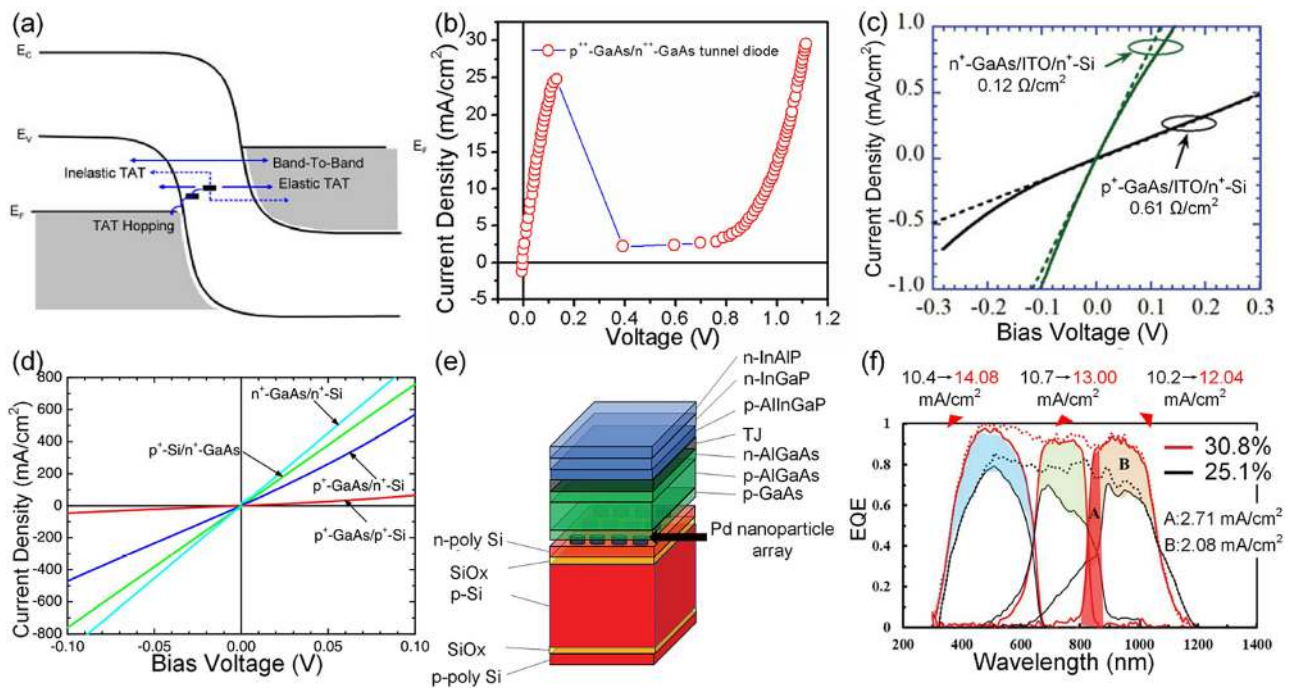 (a)
E_C
E_V
E_F
Band-To-Band
Inelastic TAT
Elastic TAT
E_F
TAT Hopping
(b)
Current Density (mA/cm²)
30
25
20
15
10
5
0
5
p⁺⁺-GaAs/n⁺⁺-GaAs tunnel diode
0.0 0.2 0.4 0.6 0.8 1.0 1.2
Voltage (V)
(c)
Current Density (mA/cm²)
1.0
0.5
0.0
-0.5
-1.0
n⁺-GaAs/ITO/n⁺-Si
0.12 Ω/cm²
p⁺-GaAs/ITO/n⁺-Si
0.61 Ω/cm²
-0.3 -0.2 -0.1 0.0 0.1 0.2 0.3
Bias Voltage (V)
(d)
Current Density (mA/cm²)
800
600
400
200
0
-200
-400
-600
-800
n⁺-GaAs/n⁺-Si
p⁺-Si/n⁺-GaAs
p⁺-GaAs/n⁺-Si
p⁺-GaAs/p⁺-Si
-0.10 -0.05 0.00 0.05 0.10
Bias Voltage (V)
(e)
n-InAlP
n-InGaP
p-AlInGaP
TJ
n-AlGaAs
p-AlGaAs
p-GaAs
Pd nanoparticle
array
n-poly Si
SiOx
p-Si
SiOx
p-poly Si
(f)
10.4→14.08
mA/cm²
10.7→13.00
mA/cm²
10.2→12.04
mA/cm²
EQE
1
0.8
0.6
0.4
0.2
0
30.8%
25.1%
A
B
A:2.71 mA/cm²
B:2.08 mA/cm²
200 400 600 800 1000 1200 1400
Wavelength (nm)